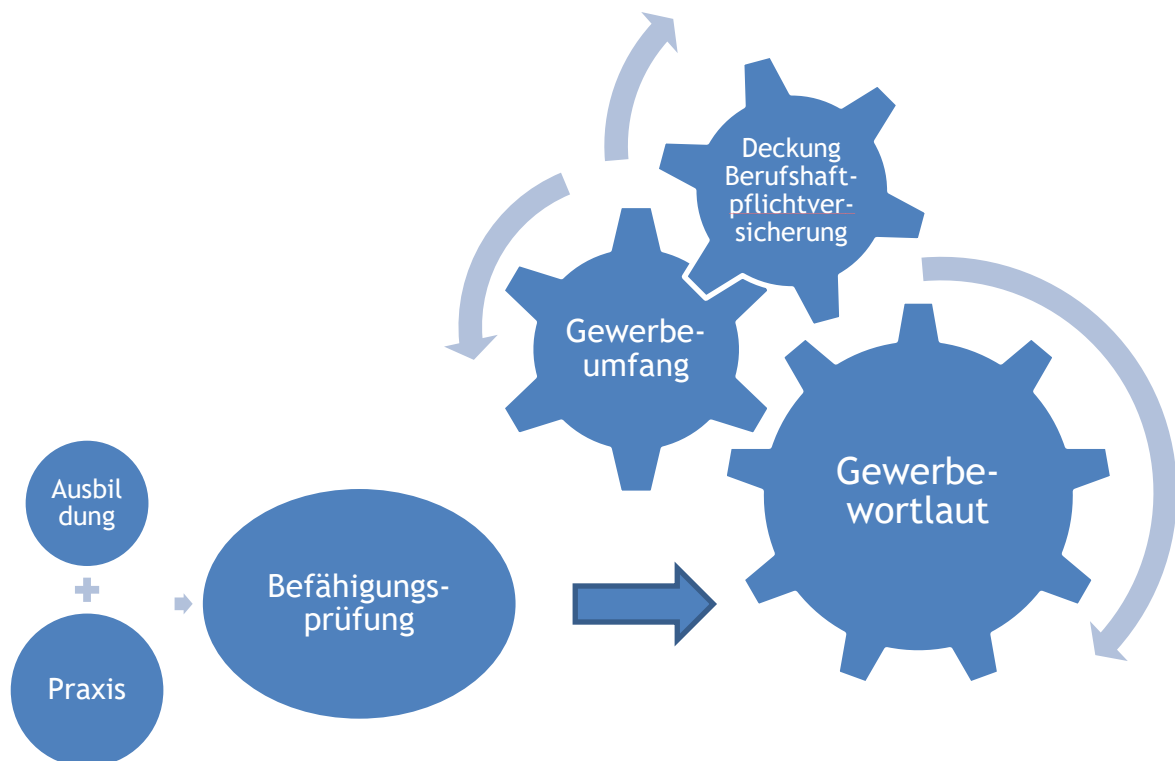 Deckung
Berufshaft-
pflichtver-
sicherung
Gewerbe-
umfang
Gewerbe-
wortlaut
Ausbil
dung
Befähigungs-
prüfung
Praxis